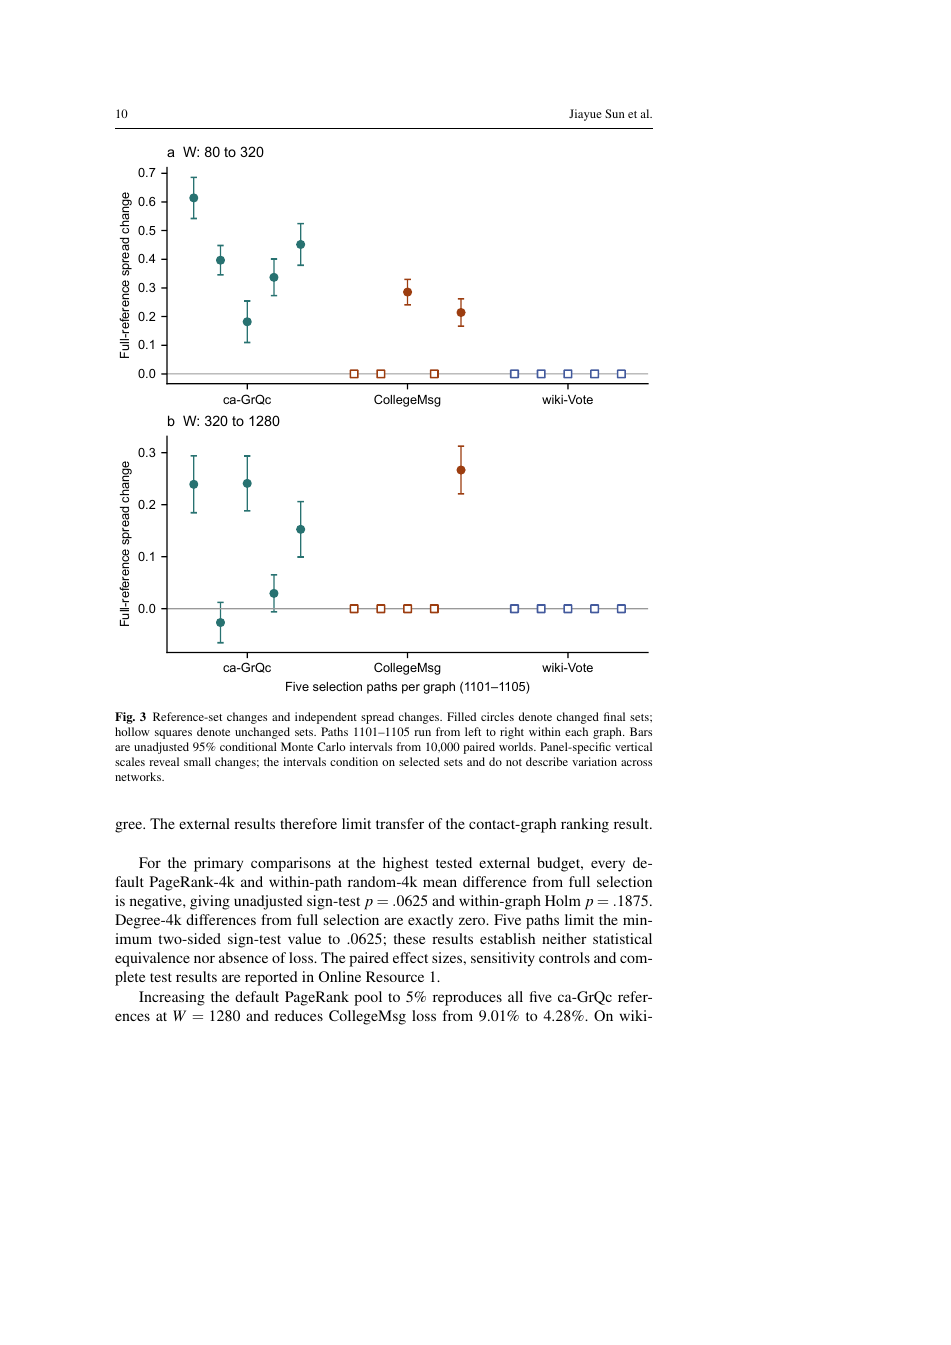 10
Jiayue Sun et al.
a W: 80 to 320
Full-reference spread change
0.7
0.6
0.5
0.4
0.3
0.2
0.1
0.0
ca-GrQc
CollegeMsg
wiki-Vote
b W: 320 to 1280
Full-reference spread change
0.3
0.2
0.1
0.0
ca-GrQc
CollegeMsg
wiki-Vote
Five selection paths per graph (1101–1105)
Fig. 3 Reference-set changes and independent spread changes. Filled circles denote changed final sets;
hollow squares denote unchanged sets. Paths 1101–1105 run from left to right within each graph. Bars
are unadjusted 95% conditional Monte Carlo intervals from 10,000 paired worlds. Panel-specific vertical
scales reveal small changes; the intervals condition on selected sets and do not describe variation across
networks.
gree. The external results therefore limit transfer of the contact-graph ranking result.
For the primary comparisons at the highest tested external budget, every de-
fault PageRank-4k and within-path random-4k mean difference from full selection
is negative, giving unadjusted sign-test p = .0625 and within-graph Holm p = .1875.
Degree-4k differences from full selection are exactly zero. Five paths limit the min-
imum two-sided sign-test value to .0625; these results establish neither statistical
equivalence nor absence of loss. The paired effect sizes, sensitivity controls and com-
plete test results are reported in Online Resource 1.
Increasing the default PageRank pool to 5% reproduces all five ca-GrQc refer-
ences at W = 1280 and reduces CollegeMsg loss from 9.01% to 4.28%. On wiki-